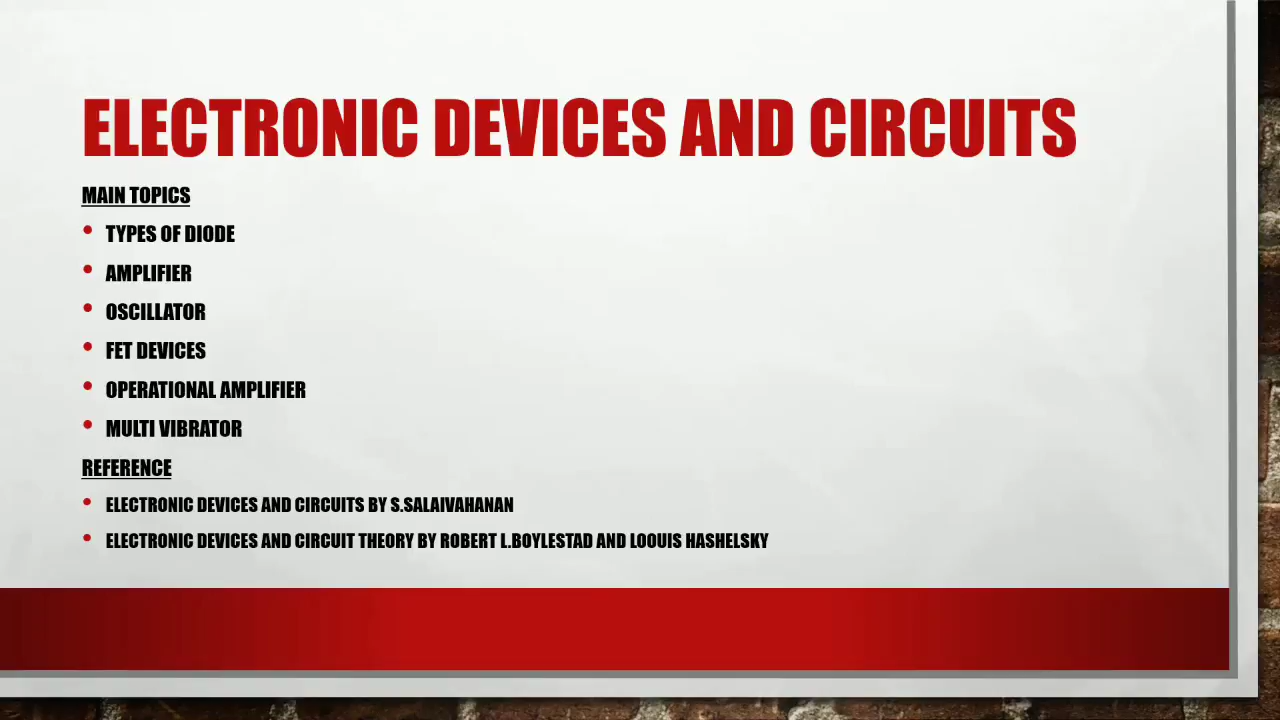 ELECTRONIC DEVICES AND CIRCUITS
MAIN TOPICS
• TYPES OF DIODE
• AMPLIFIER
• OSCILLATOR
• FET DEVICES
• OPERATIONAL AMPLIFIER
• MULTI VIBRATOR
REFERENCE
• ELECTRONIC DEVICES AND CIRCUITS BY S.SALAIVAHANAN
• ELECTRONIC DEVICES AND CIRCUIT THEORY BY ROBERT L.BOYLESTAD AND LOOUIS HASHELSKY